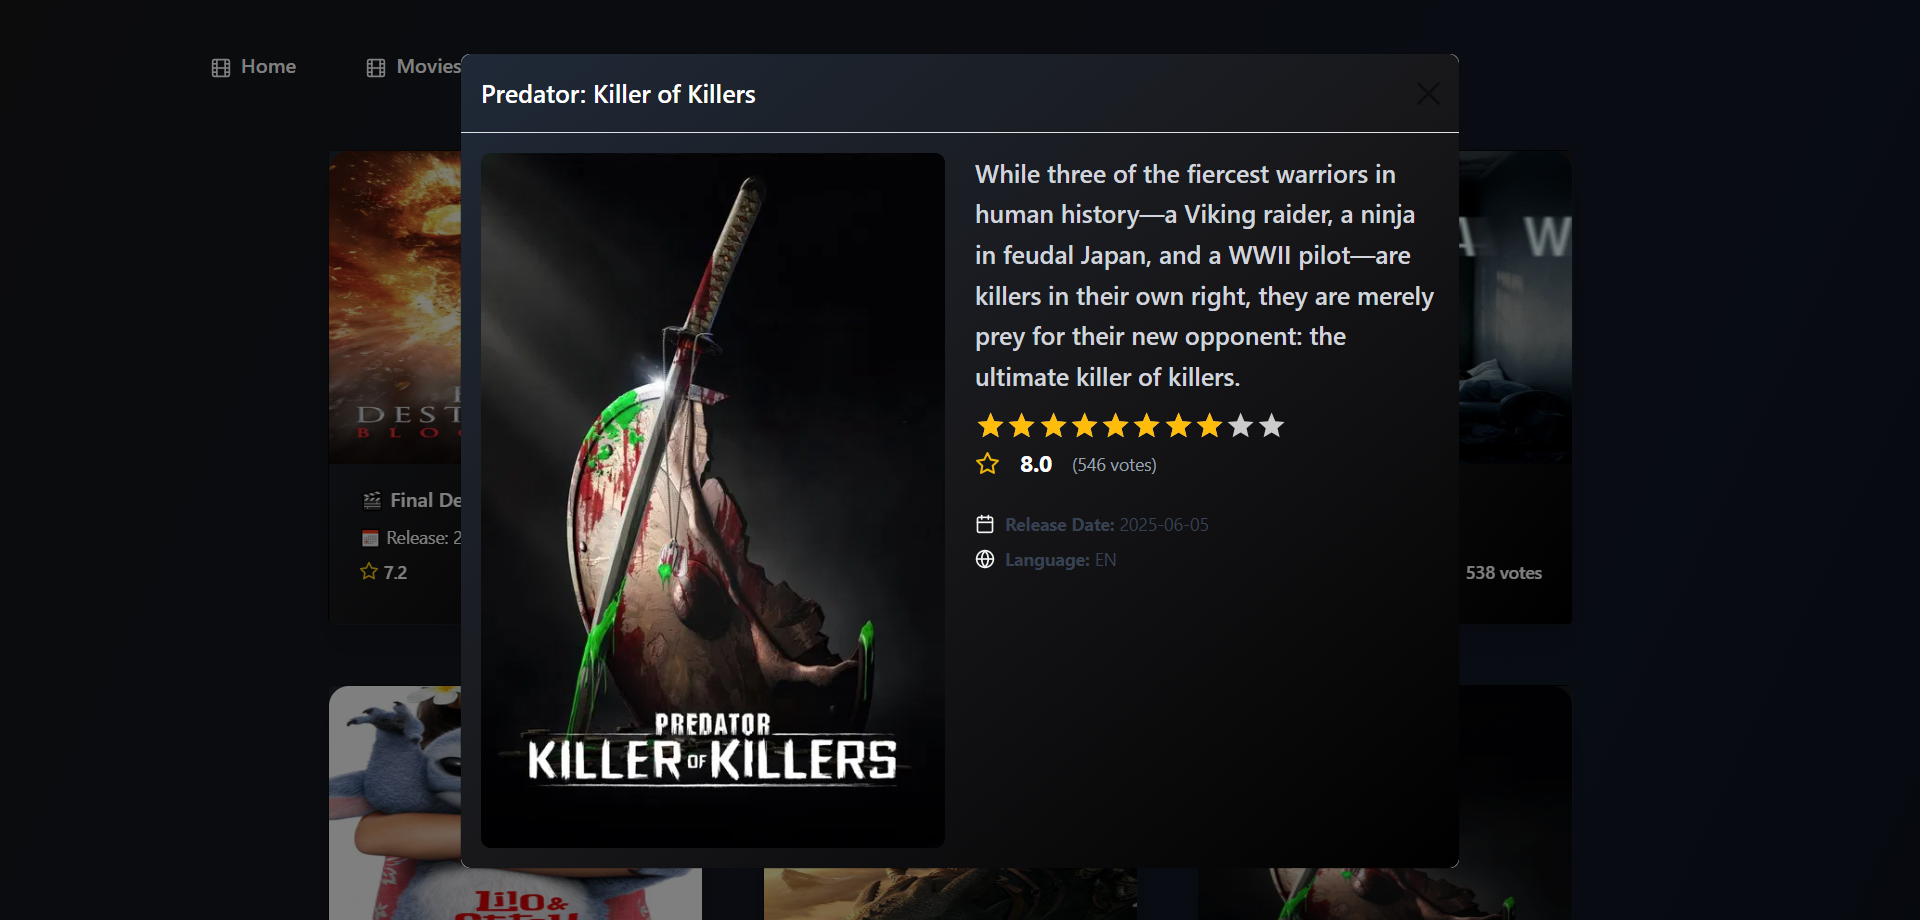 Home
Movies
Predator: Killer of Killers
While three of the fiercest warriors in
human history—a Viking raider, a ninja
in feudal Japan, and a WWII pilot—are
killers in their own right, they are merely
prey for their new opponent: the
ultimate killer of killers.
8.0 (546 votes)
Release Date: 2025-06-05
Language: EN
PREDATOR
KILLER OF KILLERS
DEST
BLO
Final De
Release: 2
7.2
A W
538 votes
Lilo &